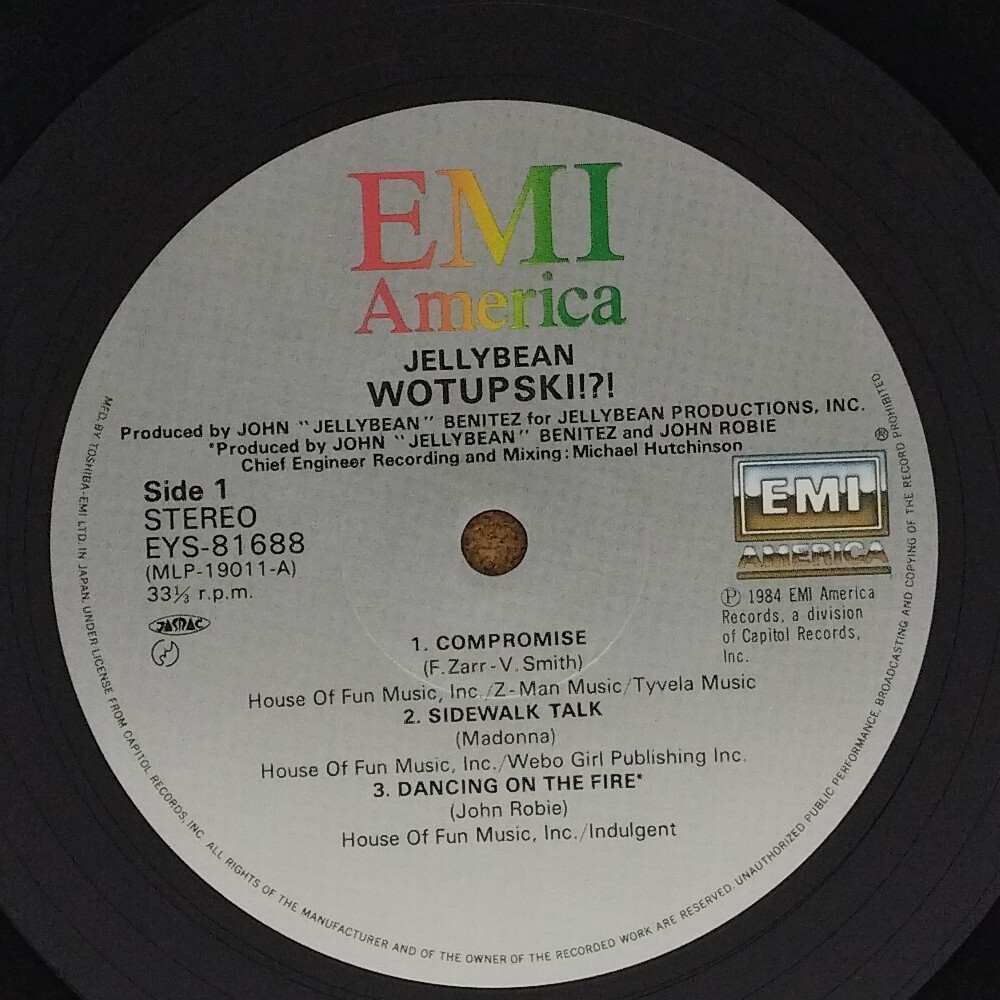 EMI
America
JELLYBEAN
WOTUPSKI!?!
Produced by JOHN "JELLYBEAN" BENITEZ for JELLYBEAN PRODUCTIONS, INC.
*Produced by JOHN "JELLYBEAN" BENITEZ and JOHN ROBIE
Chief Engineer Recording and Mixing: Michael Hutchinson
Side 1
STEREO
EYS-81688
(MLP-19011-A)
33⅓ r.p.m.
JASRAC
®
EMI
AMERICA
℗ 1984 EMI America
Records, a division
of Capitol Records,
Inc.
1. COMPROMISE
(F. Zarr-V. Smith)
House Of Fun Music, Inc./Z-Man Music/Tyvela Music
2. SIDEWALK TALK
(Madonna)
House Of Fun Music, Inc./Webo Girl Publishing Inc.
3. DANCING ON THE FIRE*
(John Robie)
House Of Fun Music, Inc./Indulgent
MFD. BY TOSHIBA-EMI LTD. IN JAPAN. UNDER LICENSE FROM CAPITOL RECORDS, INC. ALL RIGHTS OF THE MANUFACTURER AND OF THE OWNER OF THE RECORDED WORK ARE RESERVED. UNAUTHORIZED PUBLIC PERFORMANCE, BROADCASTING AND COPYING OF THE RECORD PROHIBITED